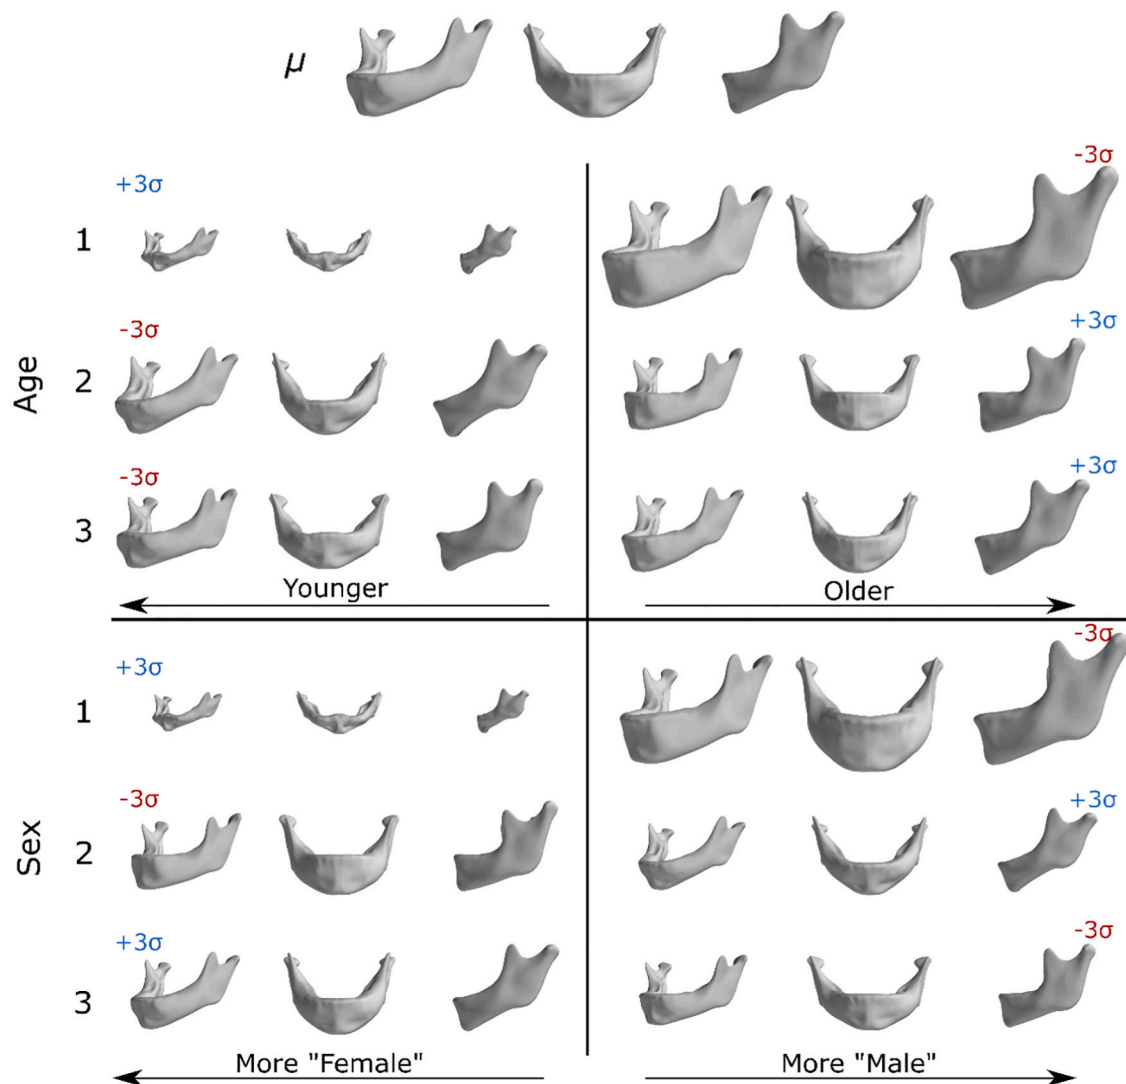 μ
-3σ
+3σ
1
+3σ
-3σ
Age
2
-3σ
+3σ
3
Younger
Older
-3σ
+3σ
1
-3σ
+3σ
Sex
2
+3σ
-3σ
3
More "Female"
More "Male"